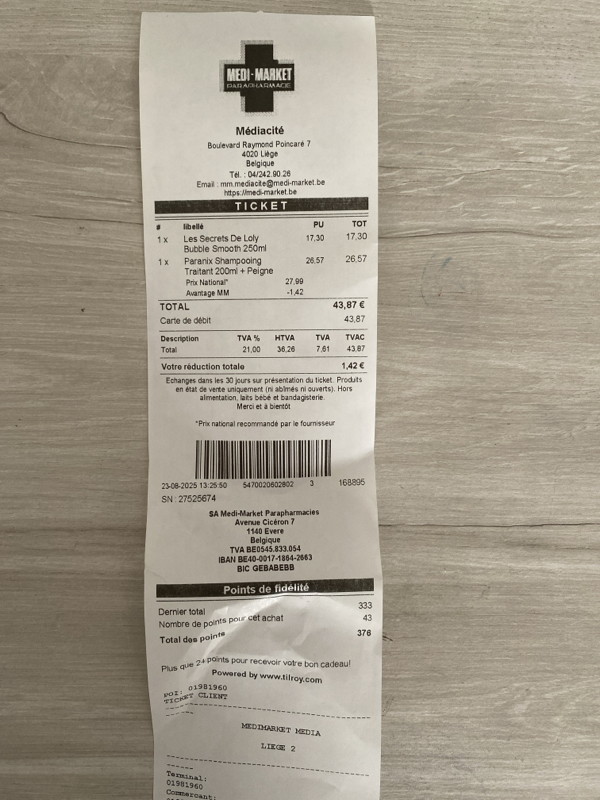 MEDI-MARKET
PARAPHARMACIE
Médiacité
Boulevard Raymond Poincaré 7
4020 Liège
Belgique
Tél. : 04/242.90.26
Email : mm.mediacite@medi-market.be
https://medi-market.be
TICKET
# libellé PU TOT
1 x Les Secrets De Loly 17,30 17,30
Bubble Smooth 250ml
1 x Paranix Shampooing 26,57 26,57
Traitant 200ml + Peigne
Prix National* 27,99
Avantage MM -1,42
TOTAL 43,87 €
Carte de débit 43,87
Description TVA % HTVA TVA TVAC
Total 21,00 36,26 7,61 43,87
Votre réduction totale 1,42 €
Echanges dans les 30 jours sur présentation du ticket. Produits
en état de vente uniquement (ni abîmés ni ouverts). Hors
alimentation, laits bébé et bandagisterie.
Merci et à bientôt
*Prix national recommandé par le fournisseur
23-08-2025 13:25:50 5470020602802 3 168895
SN : 27525674
SA Medi-Market Parapharmacies
Avenue Cicéron 7
1140 Evere
Belgique
TVA BE0545.833.054
IBAN BE40-0017-1864-2663
BIC GEBABEBB
Points de fidélité
Dernier total 333
Nombre de points pour cet achat 43
Total des points 376
Plus que 24 points pour recevoir votre bon cadeau!
Powered by www.tilroy.com
POI: 01981960
TICKET CLIENT
MEDIMARKET MEDIA
LIEGE 2
Terminal:
01981960
Commercant: